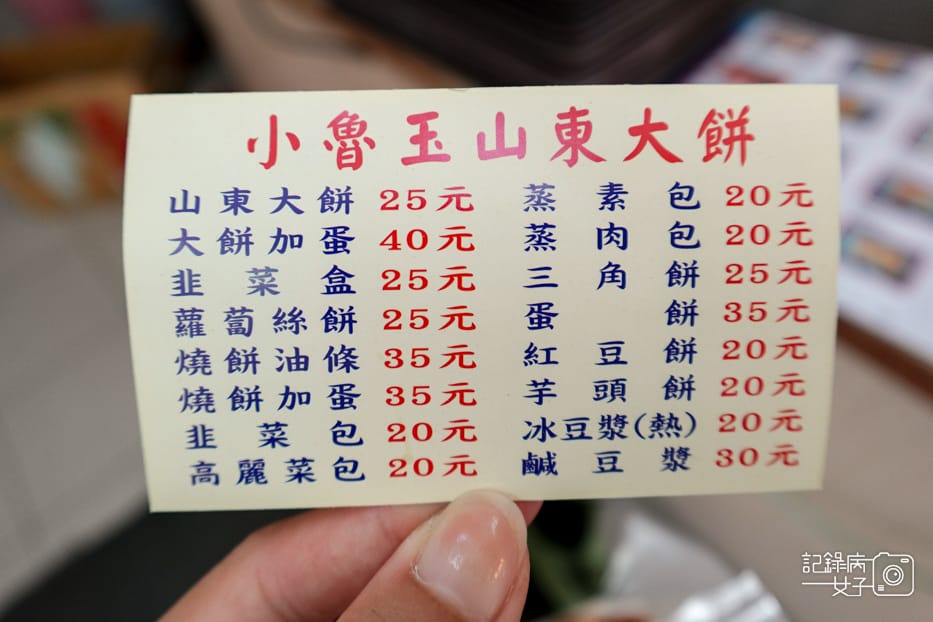 小魯玉山東大餅
山東大餅 25元
大餅加蛋 40元
韭菜盒 25元
蘿蔔絲餅 25元
燒餅油條 35元
燒餅加蛋 35元
韭菜包 20元
高麗菜包 20元
蒸素包 20元
蒸肉包 20元
三角餅 25元
蛋餅 35元
紅豆餅 20元
芋頭餅 20元
冰豆漿(熱) 20元
鹹豆漿 30元
記錄病
女子